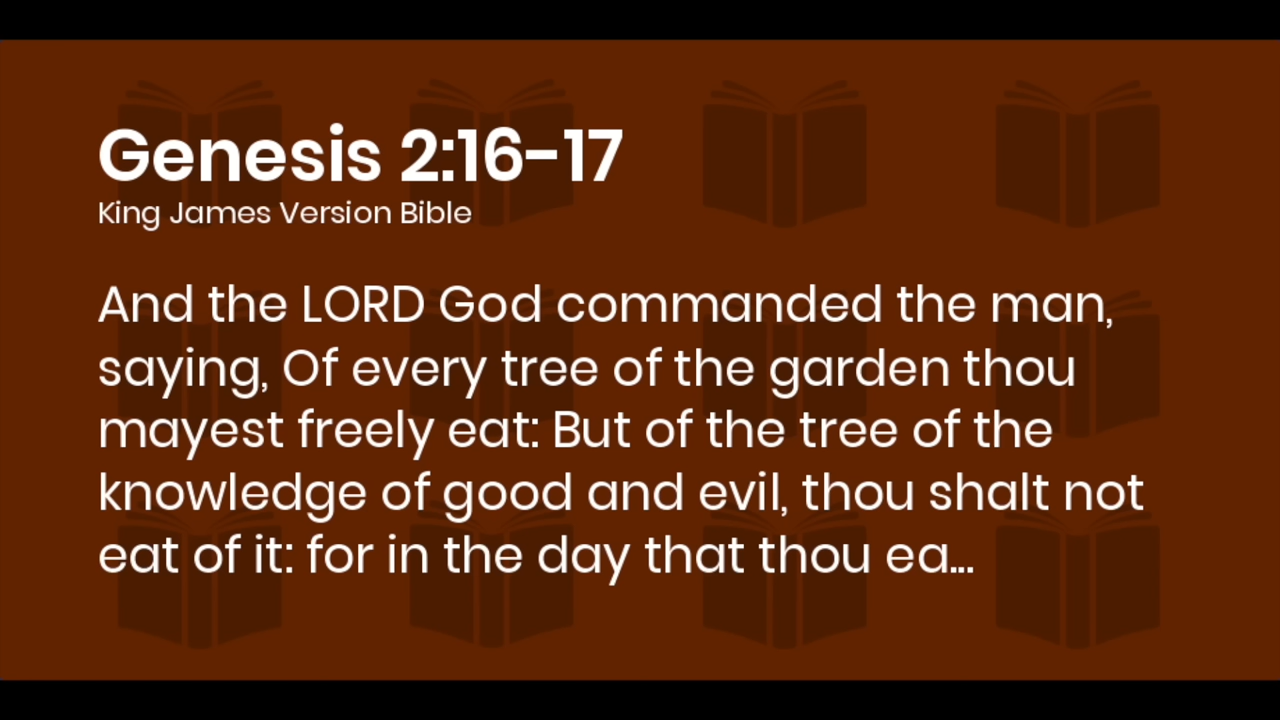 Genesis 2:16-17
King James Version Bible
And the LORD God commanded the man,
saying, Of every tree of the garden thou
mayest freely eat: But of the tree of the
knowledge of good and evil, thou shalt not
eat of it: for in the day that thou ea...